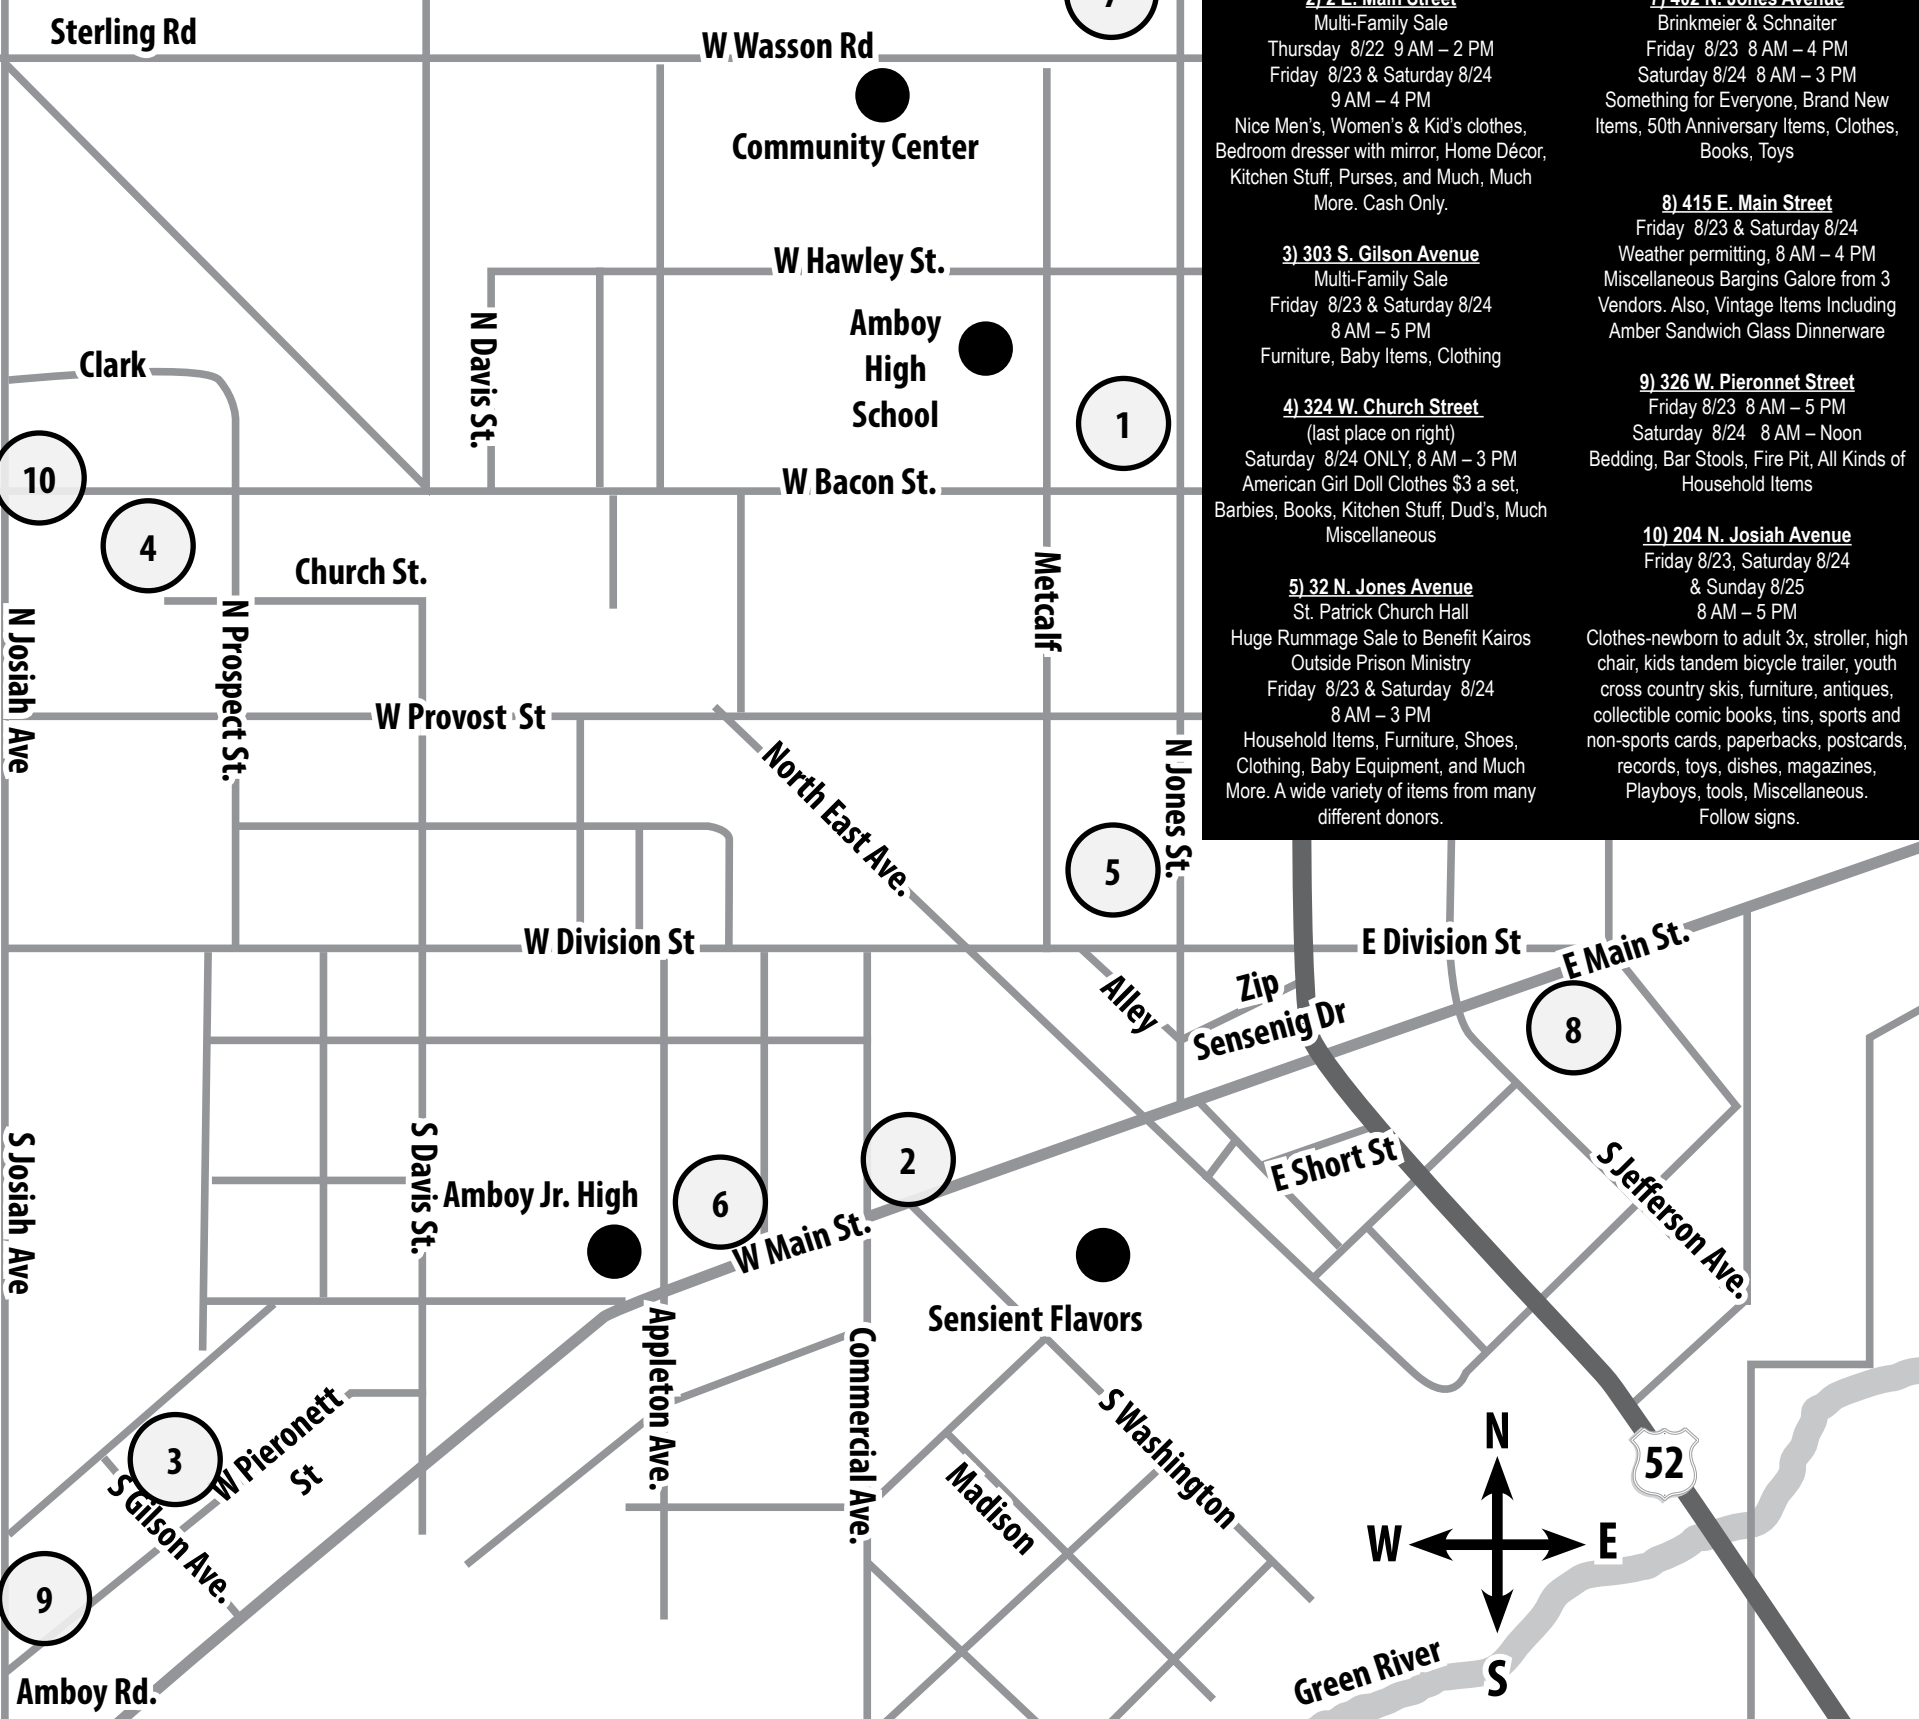 Sterling Rd
W Wasson Rd
7
Community Center
W Hawley St.
N Davis St.
Amboy
High
School
Clark
1
10
W Bacon St.
4
Church St.
Metcalf
N Josiah Ave
N Prospect St.
W Provost St
North East Ave.
N Jones St.
5
W Division St
E Division St
E Main St.
Alley
Zip
Sensenig Dr
8
S Josiah Ave
S Davis St.
Amboy Jr. High
6
2
W Main St.
E Short St
S Jefferson Ave.
Sensient Flavors
Appleton Ave.
Commercial Ave.
3
W Pieronett
St
S Gilson Ave.
9
Amboy Rd.
Madison
S Washington
N
W
E
S
52
Green River
2) 2 E. Main Street
Multi-Family Sale
Thursday 8/22 9 AM – 2 PM
Friday 8/23 & Saturday 8/24
9 AM – 4 PM
Nice Men’s, Women’s & Kid’s clothes,
Bedroom dresser with mirror, Home Décor,
Kitchen Stuff, Purses, and Much, Much
More. Cash Only.
3) 303 S. Gilson Avenue
Multi-Family Sale
Friday 8/23 & Saturday 8/24
8 AM – 5 PM
Furniture, Baby Items, Clothing
4) 324 W. Church Street
(last place on right)
Saturday 8/24 ONLY, 8 AM – 3 PM
American Girl Doll Clothes $3 a set,
Barbies, Books, Kitchen Stuff, Dud’s, Much
Miscellaneous
5) 32 N. Jones Avenue
St. Patrick Church Hall
Huge Rummage Sale to Benefit Kairos
Outside Prison Ministry
Friday 8/23 & Saturday 8/24
8 AM – 3 PM
Household Items, Furniture, Shoes,
Clothing, Baby Equipment, and Much
More. A wide variety of items from many
different donors.
7) 402 N. Jones Avenue
Brinkmeier & Schnaiter
Friday 8/23 8 AM – 4 PM
Saturday 8/24 8 AM – 3 PM
Something for Everyone, Brand New
Items, 50th Anniversary Items, Clothes,
Books, Toys
8) 415 E. Main Street
Friday 8/23 & Saturday 8/24
Weather permitting, 8 AM – 4 PM
Miscellaneous Bargins Galore from 3
Vendors. Also, Vintage Items Including
Amber Sandwich Glass Dinnerware
9) 326 W. Pieronnet Street
Friday 8/23 8 AM – 5 PM
Saturday 8/24 8 AM – Noon
Bedding, Bar Stools, Fire Pit, All Kinds of
Household Items
10) 204 N. Josiah Avenue
Friday 8/23, Saturday 8/24
& Sunday 8/25
8 AM – 5 PM
Clothes-newborn to adult 3x, stroller, high
chair, kids tandem bicycle trailer, youth
cross country skis, furniture, antiques,
collectible comic books, tins, sports and
non-sports cards, paperbacks, postcards,
records, toys, dishes, magazines,
Playboys, tools, Miscellaneous.
Follow signs.